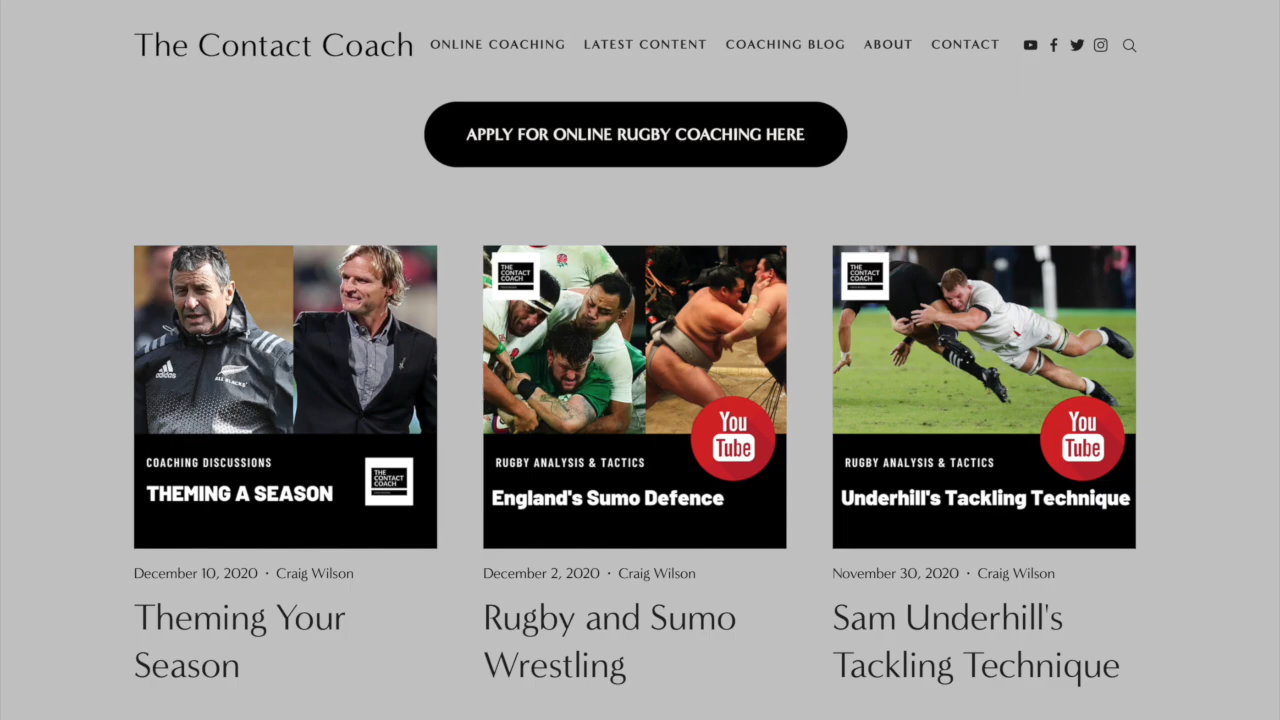 The Contact Coach
ONLINE COACHING LATEST CONTENT COACHING BLOG ABOUT CONTACT
APPLY FOR ONLINE RUGBY COACHING HERE
adidas
ALL BLACKS
COACHING DISCUSSIONS
THEMING A SEASON
THE
CONTACT
COACH
THE
CONTACT
COACH
You
Tube
RUGBY ANALYSIS & TACTICS
England's Sumo Defence
THE
CONTACT
COACH
You
Tube
RUGBY ANALYSIS & TACTICS
Underhill's Tackling Technique
December 10, 2020 · Craig Wilson
Theming Your
Season
December 2, 2020 · Craig Wilson
Rugby and Sumo
Wrestling
November 30, 2020 · Craig Wilson
Sam Underhill's
Tackling Technique